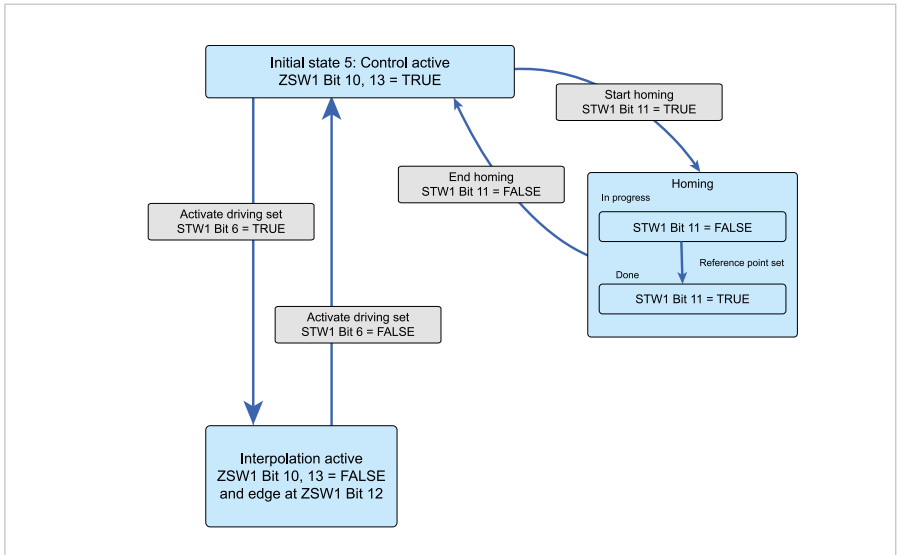 Initial state 5: Control active
ZSW1 Bit 10, 13 = TRUE
Start homing
STW1 Bit 11 = TRUE
End homing
STW1 Bit 11 = FALSE
Homing
In progress
STW1 Bit 11 = FALSE
Reference point set
Done
STW1 Bit 11 = TRUE
Activate driving set
STW1 Bit 6 = TRUE
Activate driving set
STW1 Bit 6 = FALSE
Interpolation active
ZSW1 Bit 10, 13 = FALSE
and edge at ZSW1 Bit 12